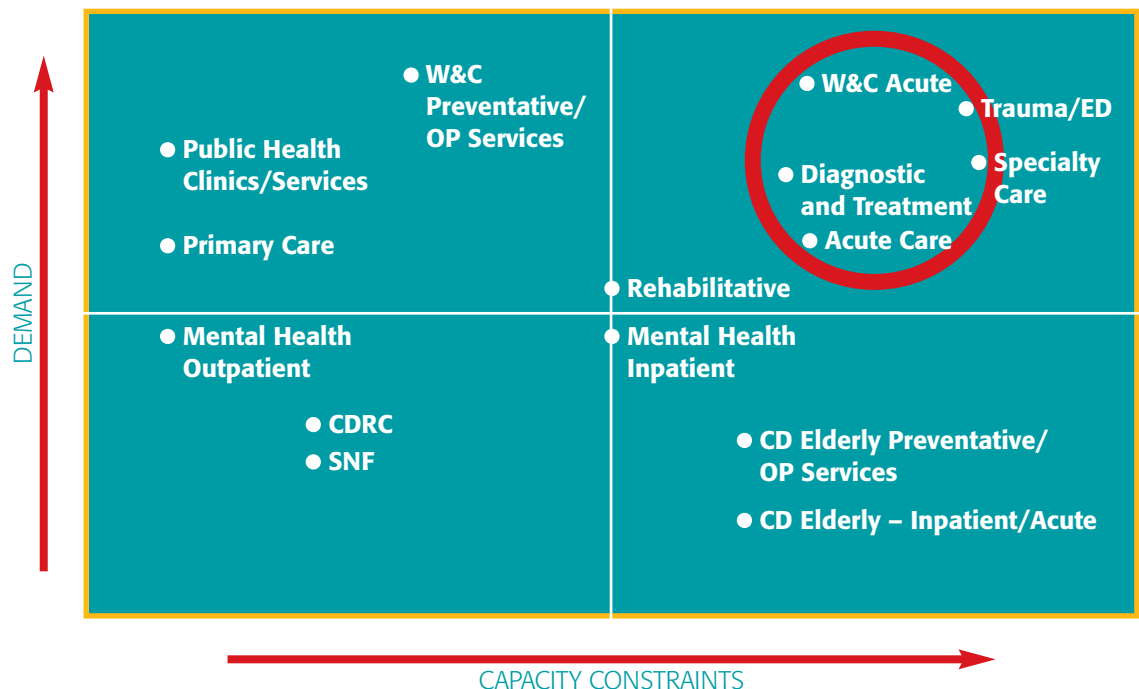 W&C
Preventative/
OP Services
W&C Acute
Trauma/ED
Public Health
Clinics/Services
Specialty
Care
Diagnostic
and Treatment
Primary Care
Acute Care
Rehabilitative
DEMAND
Mental Health
Outpatient
Mental Health
Inpatient
CDRC
SNF
CD Elderly Preventative/
OP Services
CD Elderly – Inpatient/Acute
CAPACITY CONSTRAINTS